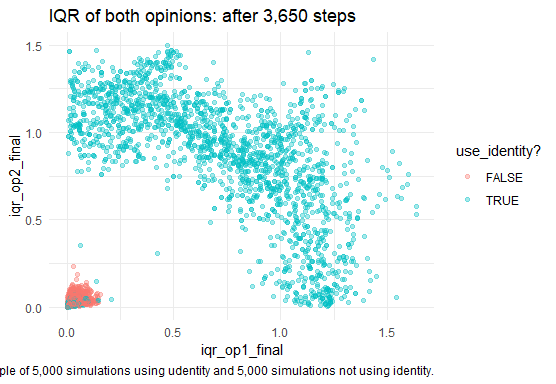 IQR of both opinions: after 3,650 steps
1.5
1.0
0.5
0.0
iqr_op2_final
0.0 0.5 1.0 1.5
iqr_op1_final
use_identity?
FALSE
TRUE
ple of 5,000 simulations using udentity and 5,000 simulations not using identity.